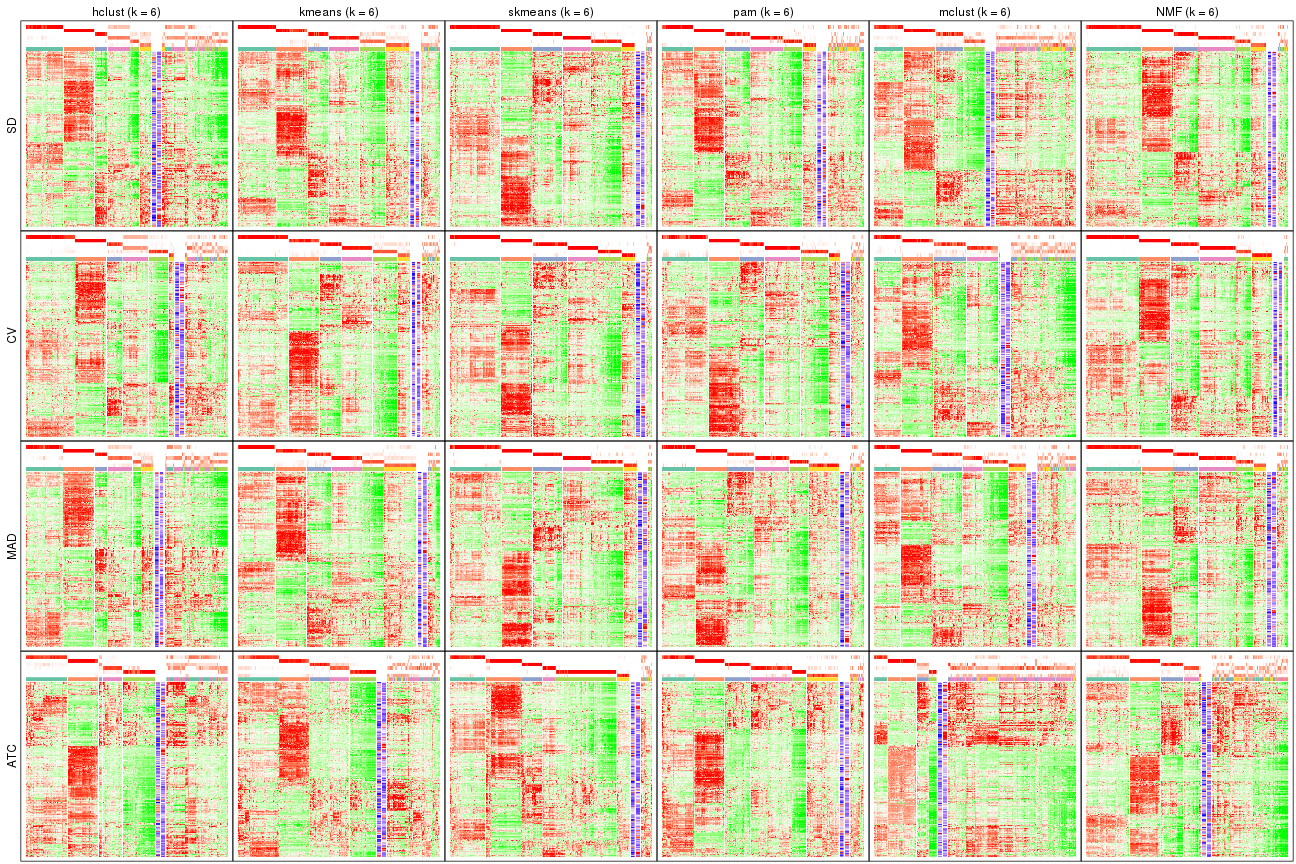 hclust (k = 6) kmeans (k = 6) skmeans (k = 6) pam (k = 6) mclust (k = 6) NMF (k = 6)
SD
CV
MAD
ATC